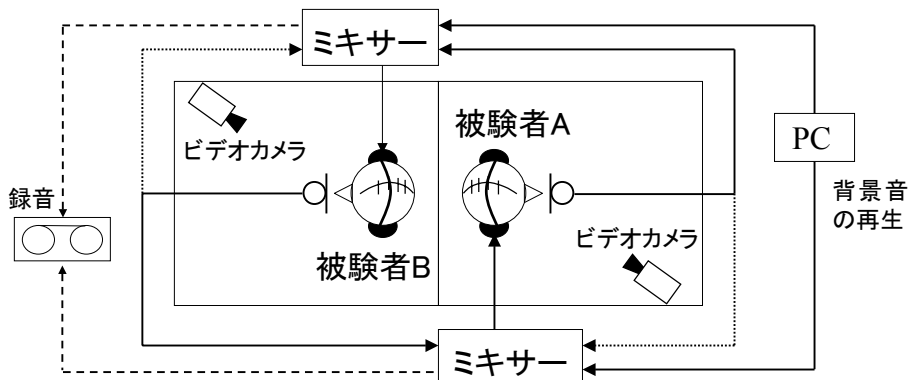 ミキサー
被験者A
PC
ビデオカメラ
録音
背景音
の再生
ビデオカメラ
被験者B
ミキサー